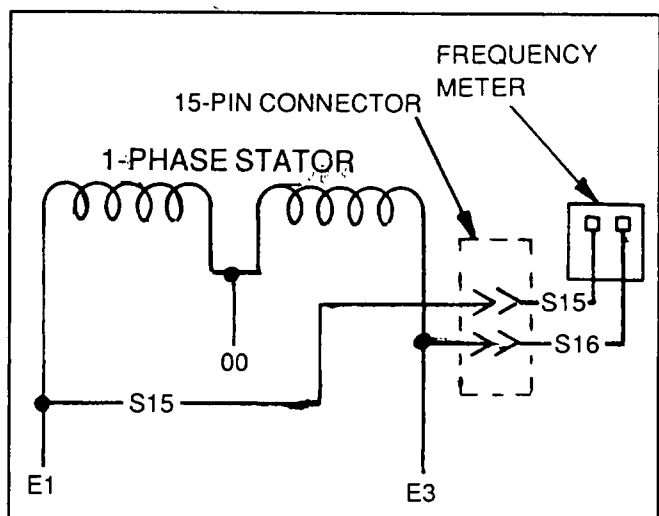 FREQUENCY
METER
15-PIN CONNECTOR
1-PHASE STATOR
S15
S16
00
S15
E1
E3